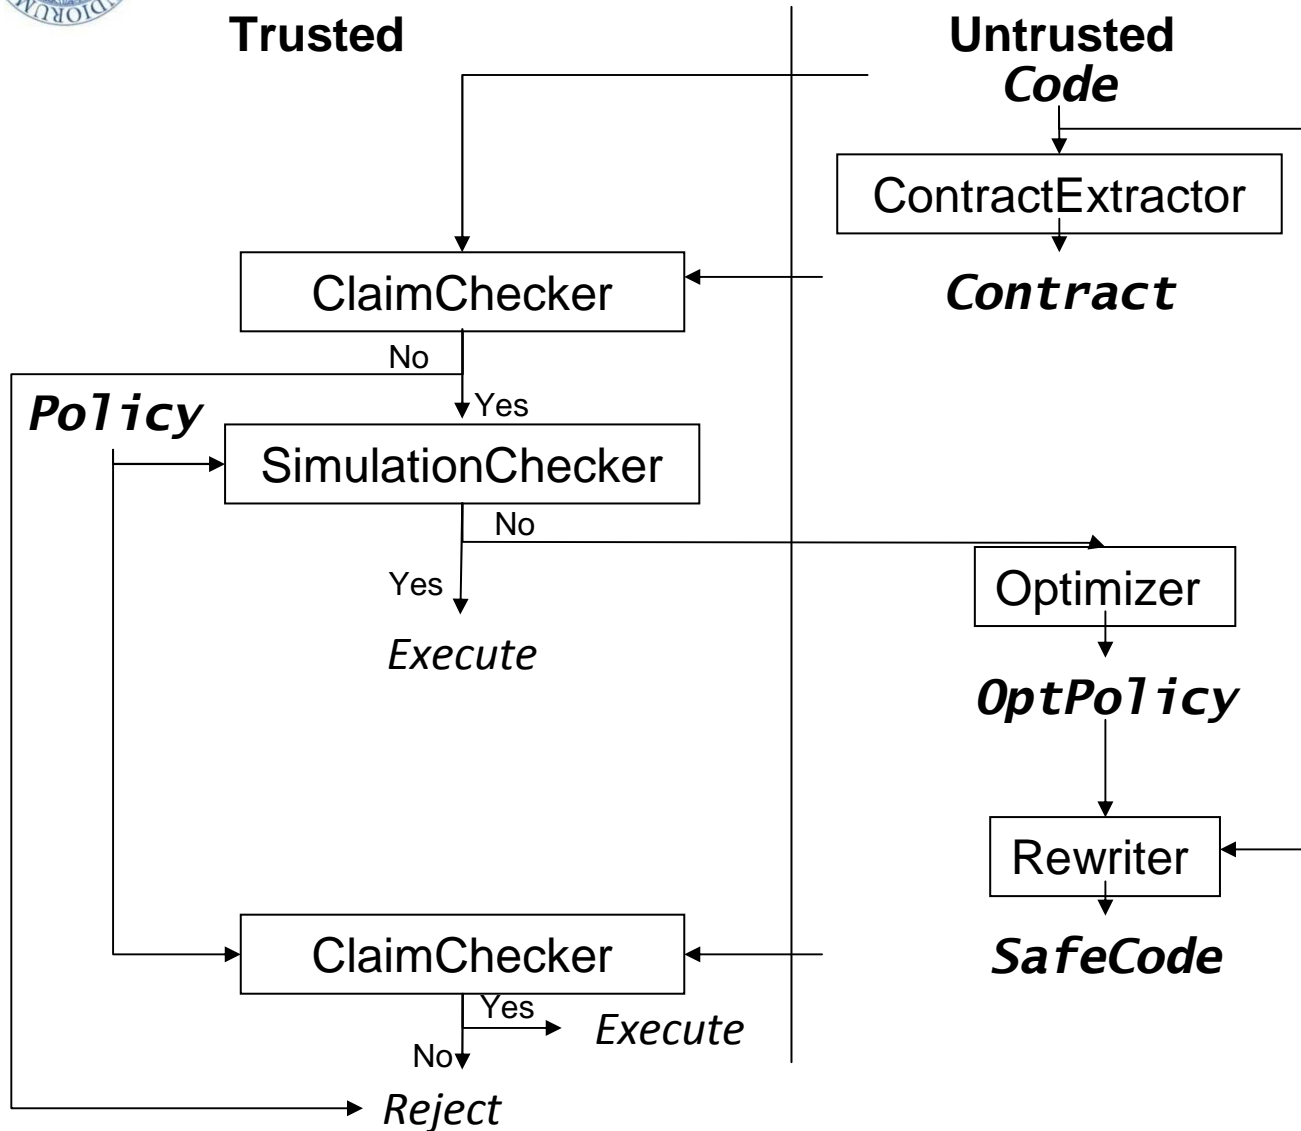 UDIORUM
Trusted
Untrusted
Code
ContractExtractor
ClaimChecker
Contract
No
Policy
Yes
SimulationChecker
No
Optimizer
Yes
Execute
OptPolicy
Rewriter
ClaimChecker
SafeCode
Yes
Execute
No
Reject